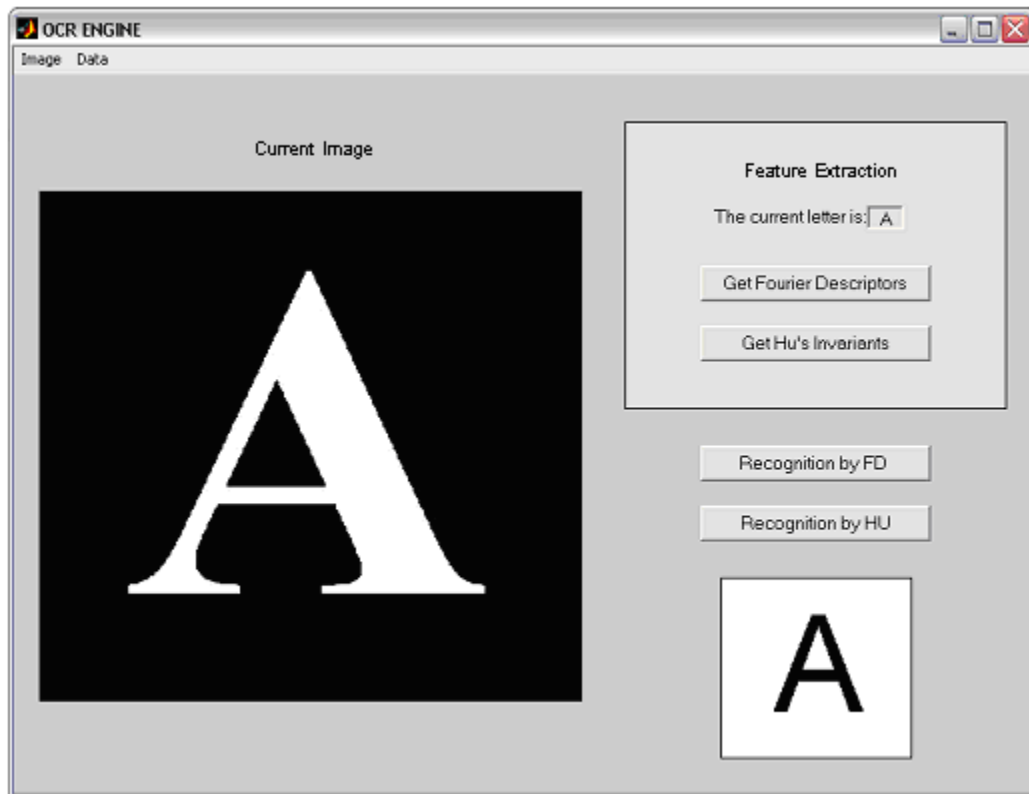 OCR ENGINE
Image Data
Current Image
A
Feature Extraction
The current letter is: A
Get Fourier Descriptors
Get Hu's Invariants
Recognition by FD
Recognition by HU
A